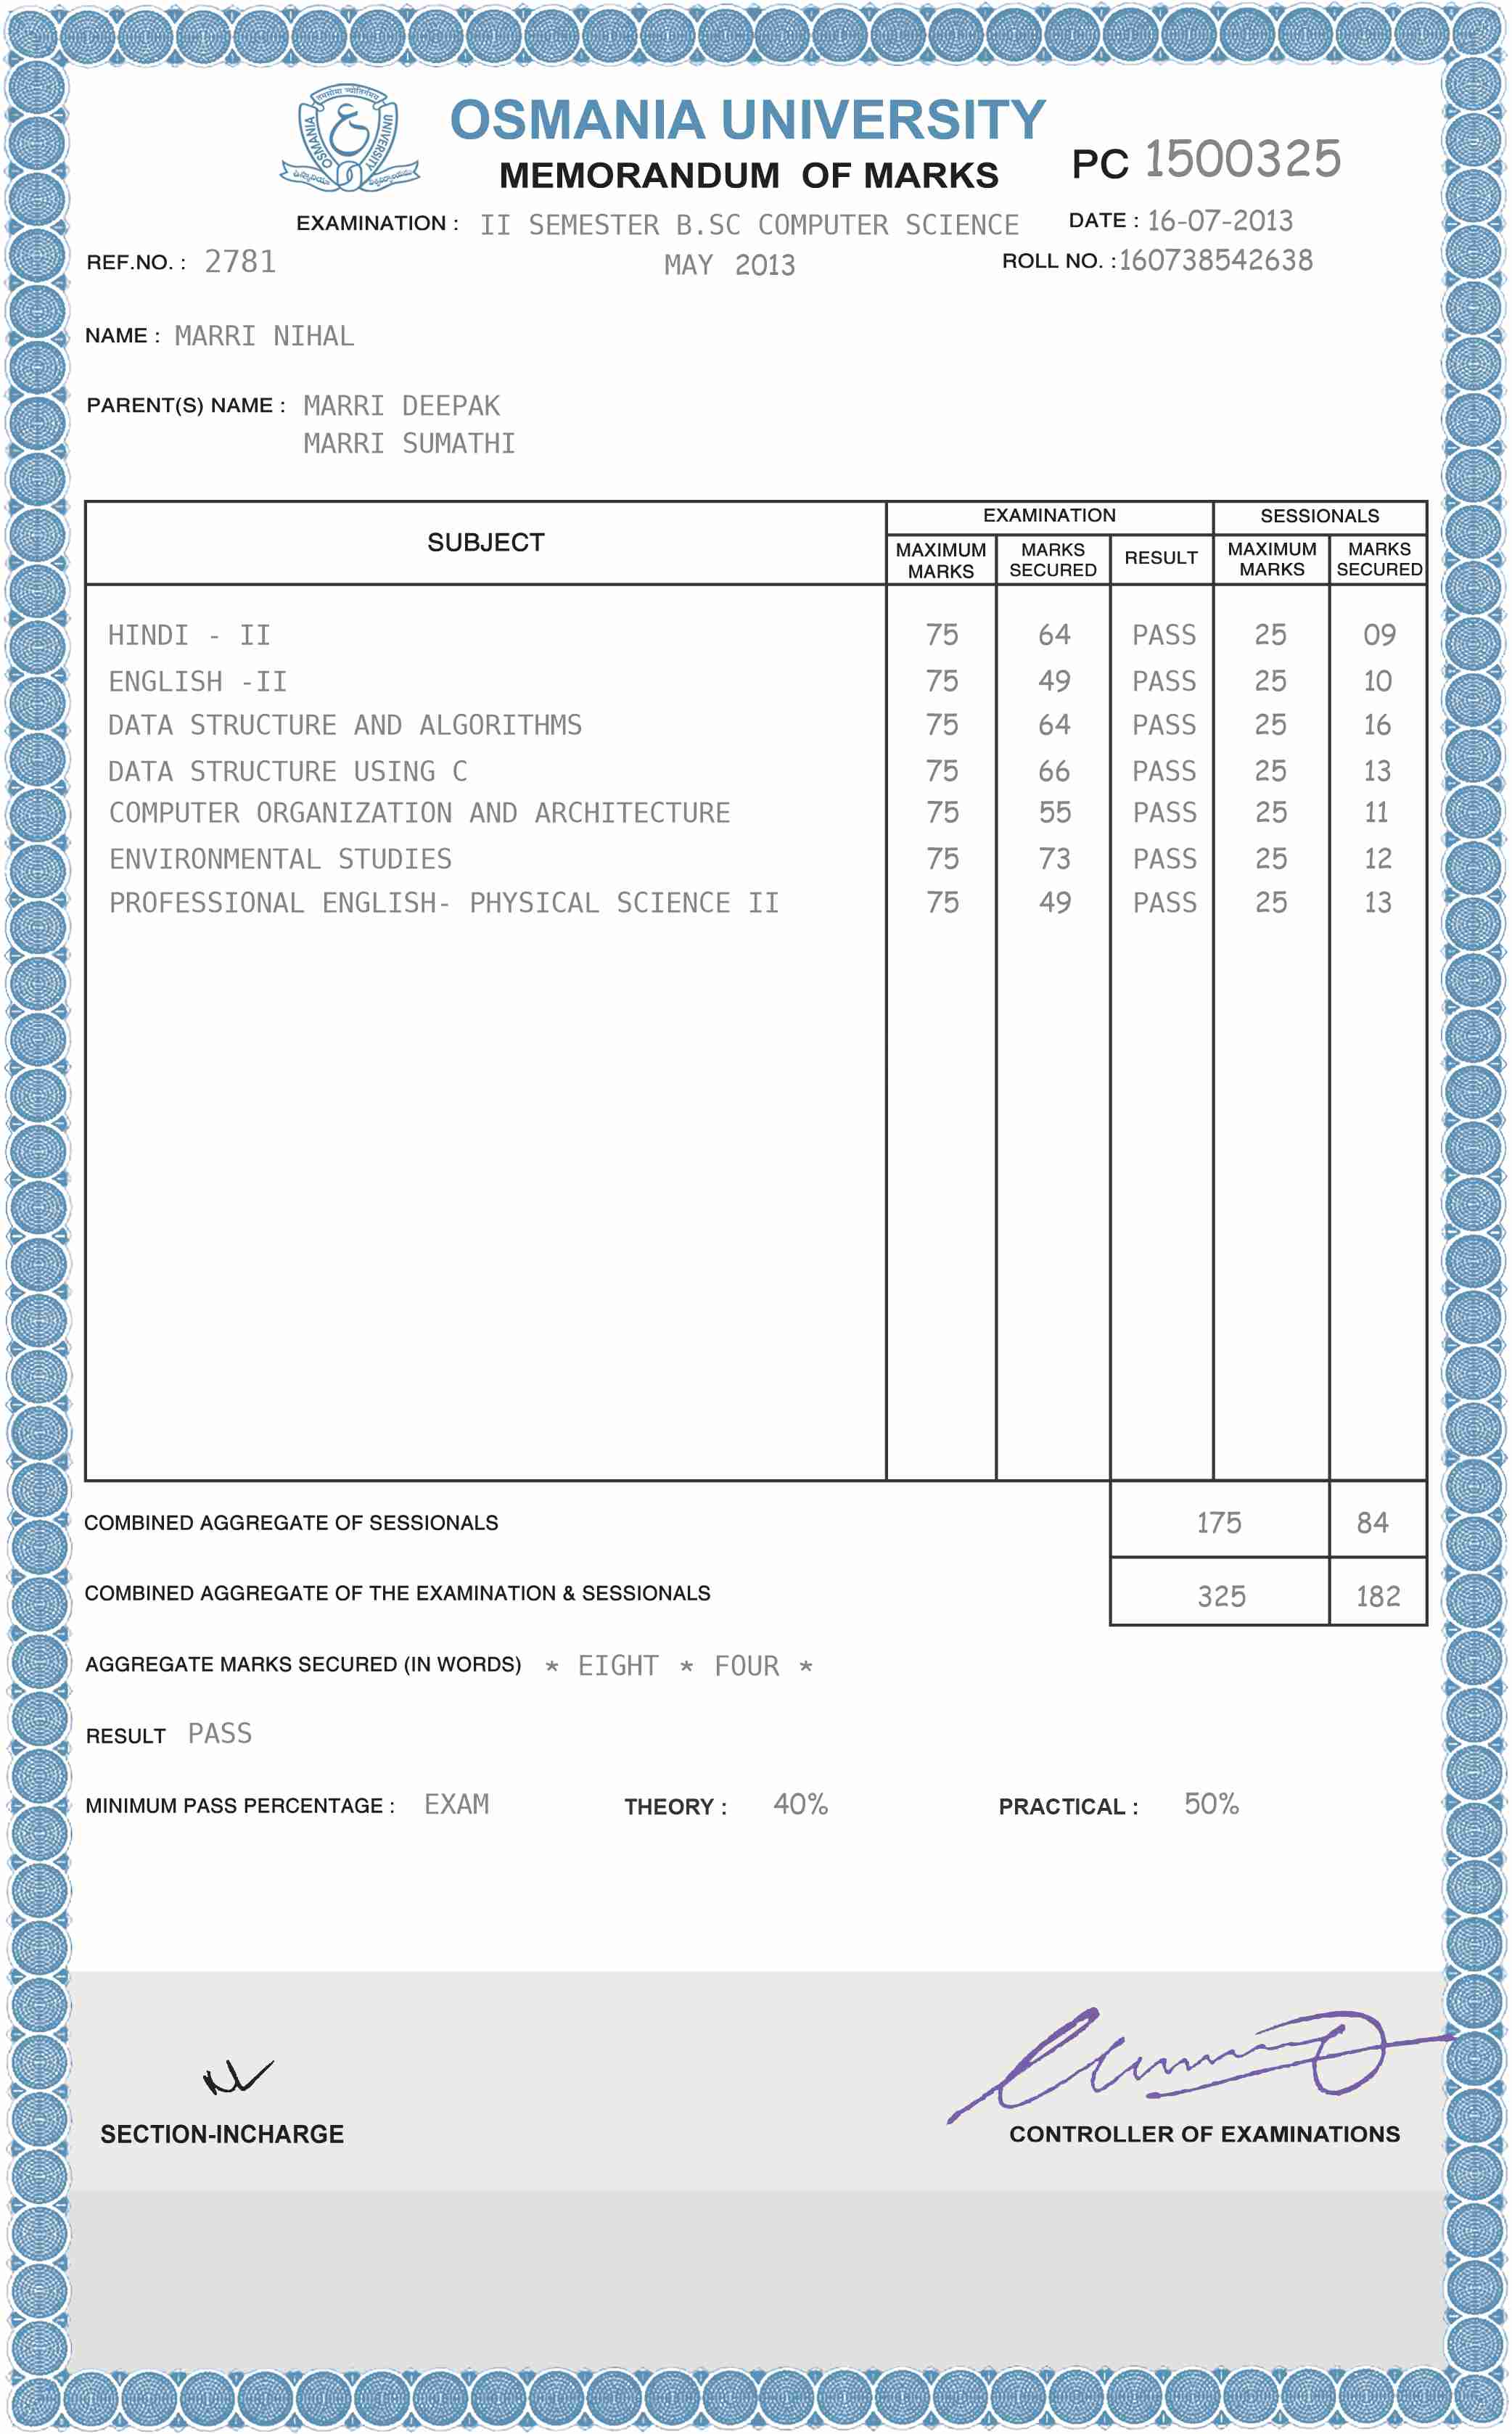 OSMANIA UNIVERSITY
MEMORANDUM OF MARKS
PC 1500325
EXAMINATION : II SEMESTER B.SC COMPUTER SCIENCE DATE : 16-07-2013
REF.NO. : 2781 MAY 2013 ROLL NO. : 160738542638
NAME : MARRI NIHAL
PARENT(S) NAME : MARRI DEEPAK
MARRI SUMATHI
SUBJECT EXAMINATION SESSIONALS
MAXIMUM MARKS MARKS SECURED RESULT MAXIMUM MARKS MARKS SECURED
HINDI - II 75 64 PASS 25 09
ENGLISH -II 75 49 PASS 25 10
DATA STRUCTURE AND ALGORITHMS 75 64 PASS 25 16
DATA STRUCTURE USING C 75 66 PASS 25 13
COMPUTER ORGANIZATION AND ARCHITECTURE 75 55 PASS 25 11
ENVIRONMENTAL STUDIES 75 73 PASS 25 12
PROFESSIONAL ENGLISH- PHYSICAL SCIENCE II 75 49 PASS 25 13
COMBINED AGGREGATE OF SESSIONALS 175 84
COMBINED AGGREGATE OF THE EXAMINATION & SESSIONALS 325 182
AGGREGATE MARKS SECURED (IN WORDS) * EIGHT * FOUR *
RESULT PASS
MINIMUM PASS PERCENTAGE : EXAM THEORY : 40% PRACTICAL : 50%
SECTION-INCHARGE CONTROLLER OF EXAMINATIONS